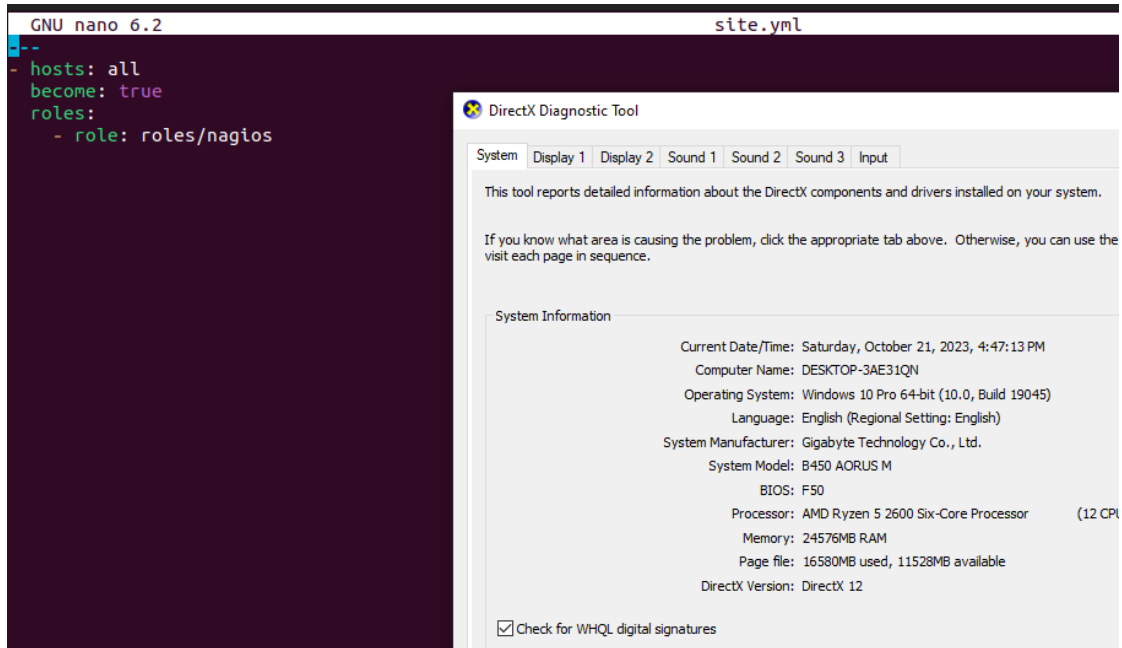 GNU nano 6.2 site.yml
---
- hosts: all
become: true
roles:
- role: roles/nagios
DirectX Diagnostic Tool
System Display 1 Display 2 Sound 1 Sound 2 Sound 3 Input
This tool reports detailed information about the DirectX components and drivers installed on your system.
If you know what area is causing the problem, click the appropriate tab above. Otherwise, you can use the
visit each page in sequence.
System Information
Current Date/Time: Saturday, October 21, 2023, 4:47:13 PM
Computer Name: DESKTOP-3AE31QN
Operating System: Windows 10 Pro 64-bit (10.0, Build 19045)
Language: English (Regional Setting: English)
System Manufacturer: Gigabyte Technology Co., Ltd.
System Model: B450 AORUS M
BIOS: F50
Processor: AMD Ryzen 5 2600 Six-Core Processor (12 CPU
Memory: 24576MB RAM
Page file: 16580MB used, 11528MB available
DirectX Version: DirectX 12
Check for WHQL digital signatures